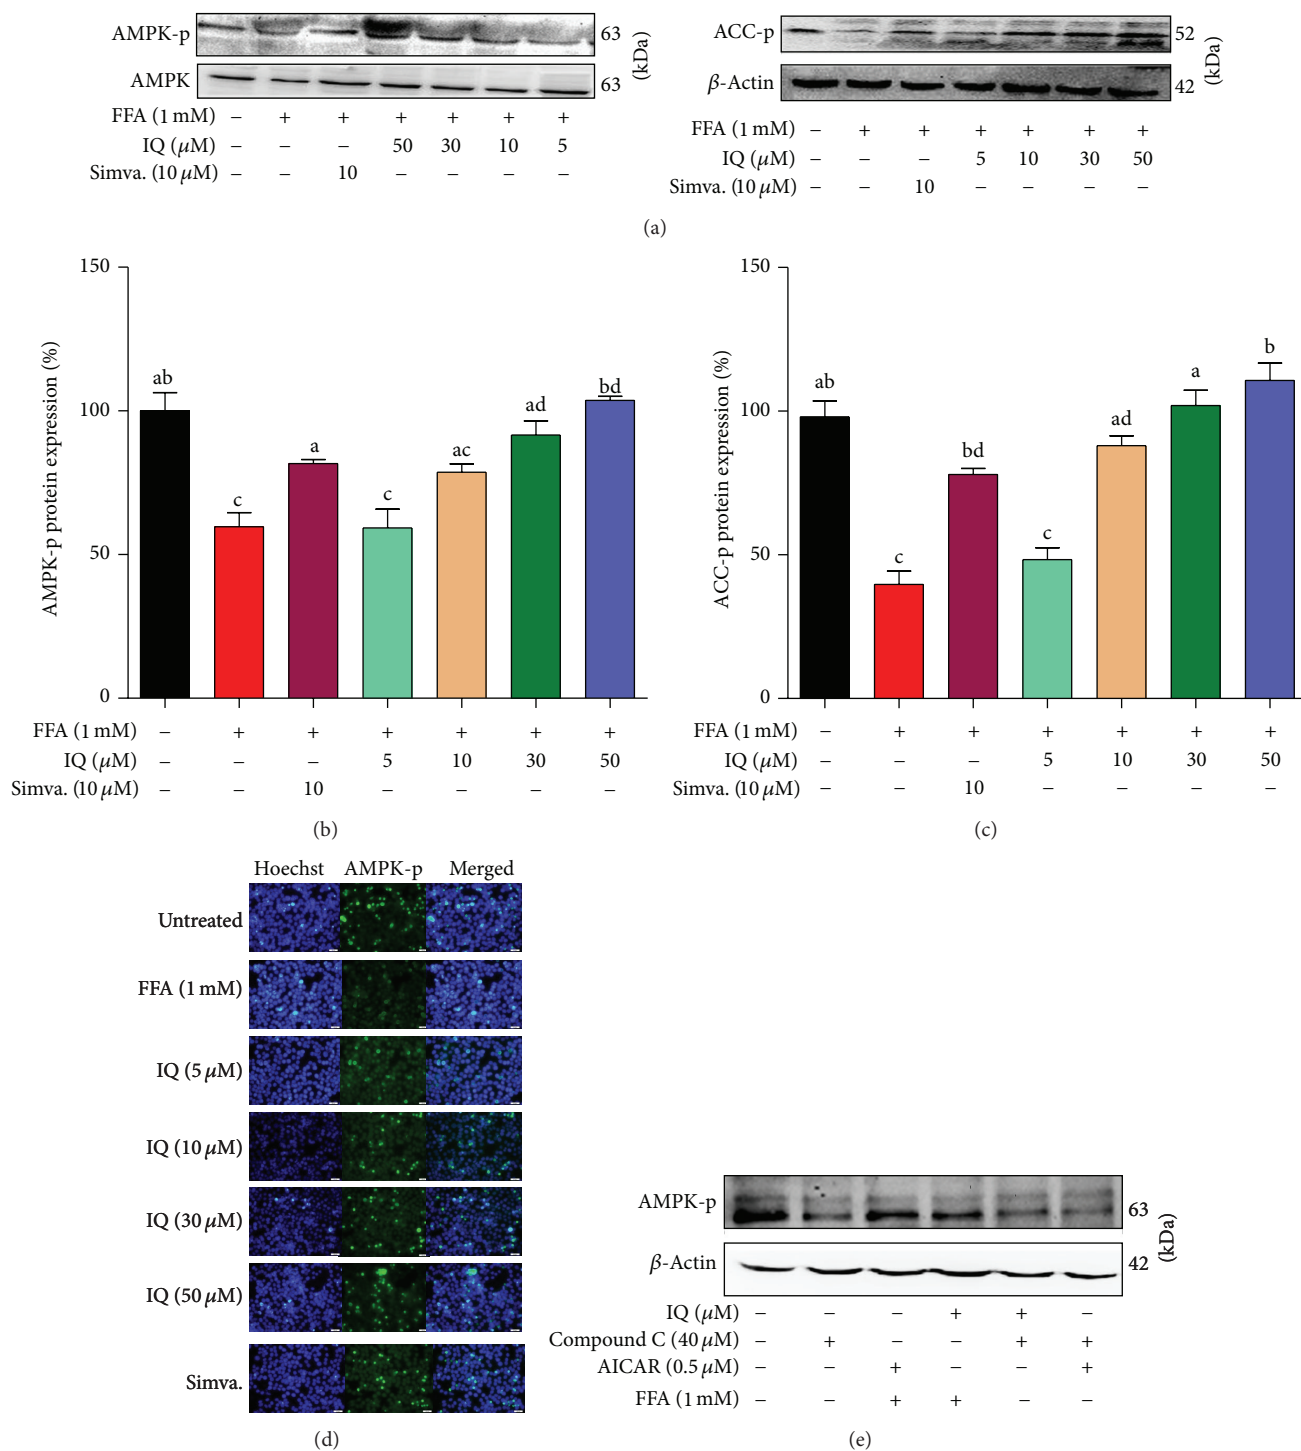 AMPK-p 63
AMPK 63
(kDa)
FFA (1 mM) – + + + + + +
IQ (μM) – – – 50 30 10 5
Simva. (10 μM) – – 10 – – – –
ACC-p 52
β-Actin 42
(kDa)
FFA (1 mM) – + + + + + +
IQ (μM) – – – 5 10 30 50
Simva. (10 μM) – – 10 – – – –
(a)
150
100
50
0
AMPK-p protein expression (%)
ab c a c ac ad bd
FFA (1 mM) – + + + + + +
IQ (μM) – – – 5 10 30 50
Simva. (10 μM) – – 10 – – – –
(b)
150
100
50
0
ACC-p protein expression (%)
ab c bd c ad a b
FFA (1 mM) – + + + + + +
IQ (μM) – – – 5 10 30 50
Simva. (10 μM) – – 10 – – – –
(c)
Hoechst AMPK-p Merged
Untreated
FFA (1 mM)
IQ (5 μM)
IQ (10 μM)
IQ (30 μM)
IQ (50 μM)
Simva.
(d)
AMPK-p 63
β-Actin 42
(kDa)
IQ (μM) – – – + + –
Compound C (40 μM) – + – – + +
AICAR (0.5 μM) – – + – – +
FFA (1 mM) – – + + – –
(e)